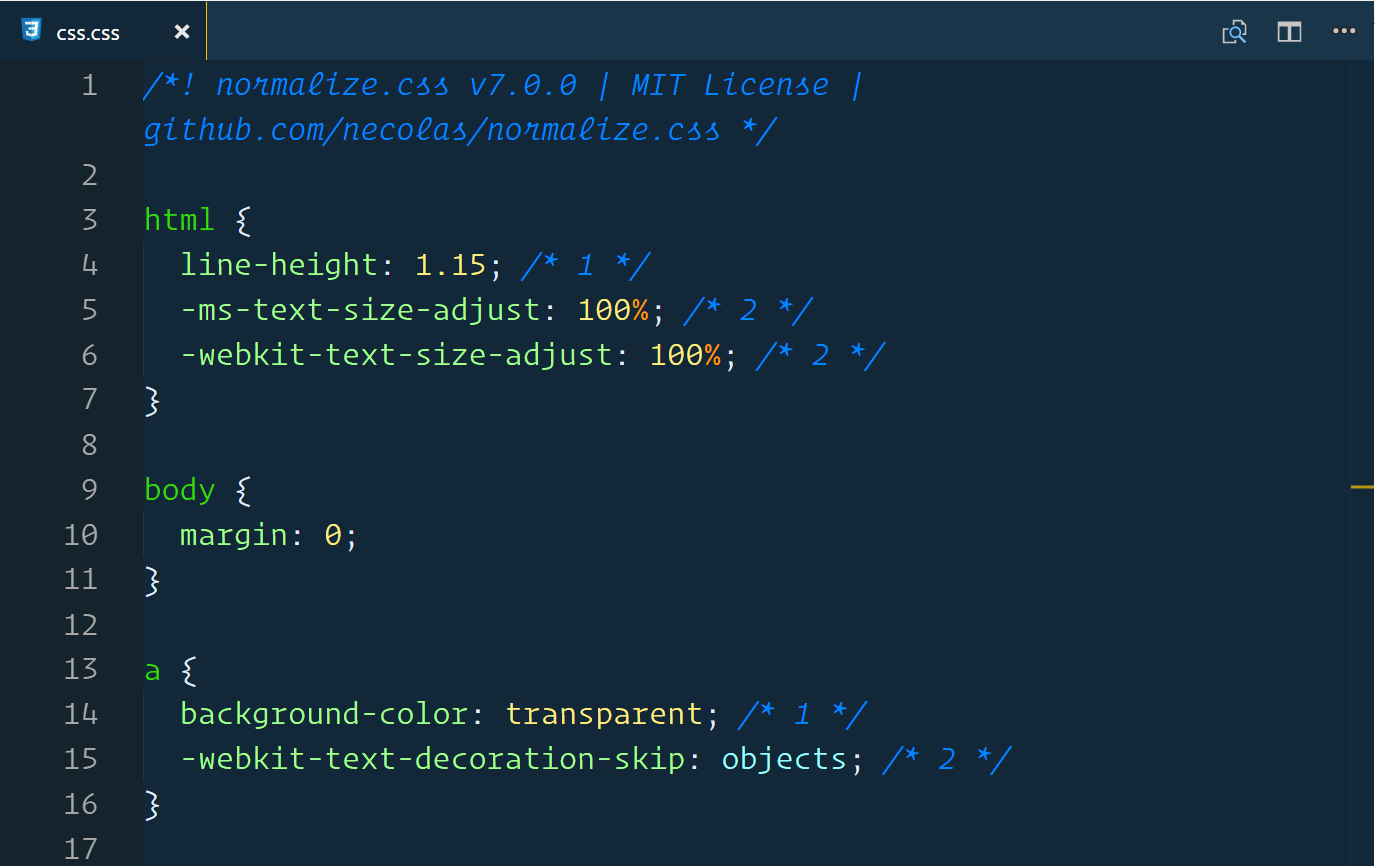 css.css
1 /*! normalize.css v7.0.0 | MIT License |
github.com/necolas/normalize.css */
2
3 html {
4   line-height: 1.15; /* 1 */
5   -ms-text-size-adjust: 100%; /* 2 */
6   -webkit-text-size-adjust: 100%; /* 2 */
7 }
8
9 body {
10   margin: 0;
11 }
12
13 a {
14   background-color: transparent; /* 1 */
15   -webkit-text-decoration-skip: objects; /* 2 */
16 }
17